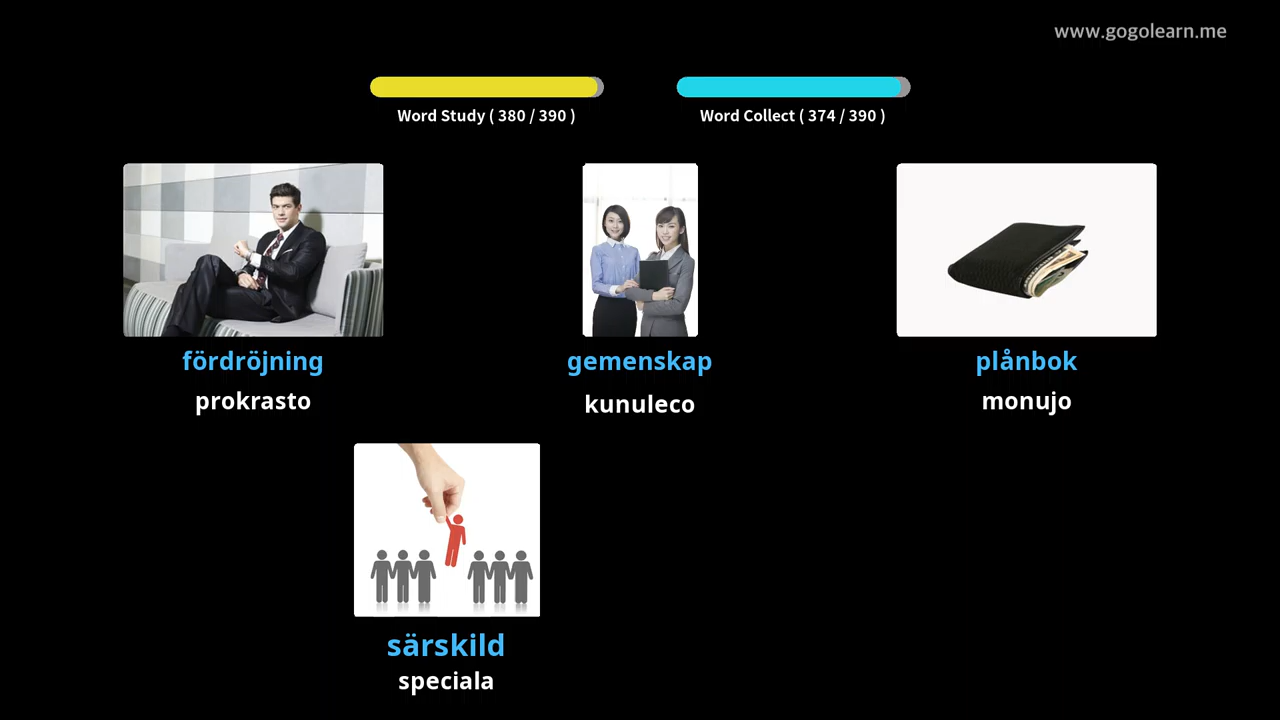 www.gogolearn.me
Word Study ( 380 / 390 )
Word Collect ( 374 / 390 )
fördröjning
prokrasto
gemenskap
kunuleco
plånbok
monujo
särskild
speciala